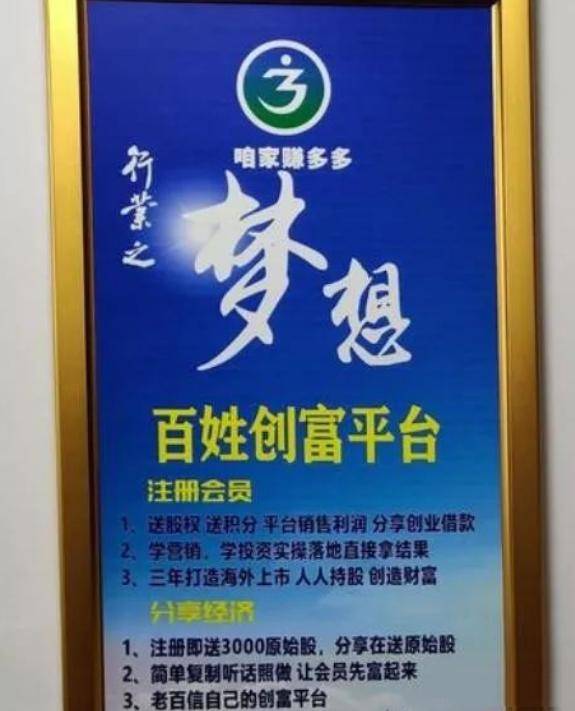 咱家赚多多
行业之
梦想
百姓创富平台
注册会员
1、送股权 送积分 平台销售利润 分享创业借款
2、学营销，学投资实操落地直接拿结果
3、三年打造海外上市 人人持股 创造财富
分享经济
1、注册即送3000原始股，分享在送原始股
2、简单复制听话照做 让会员先富起来
3、老百信自己的创富平台